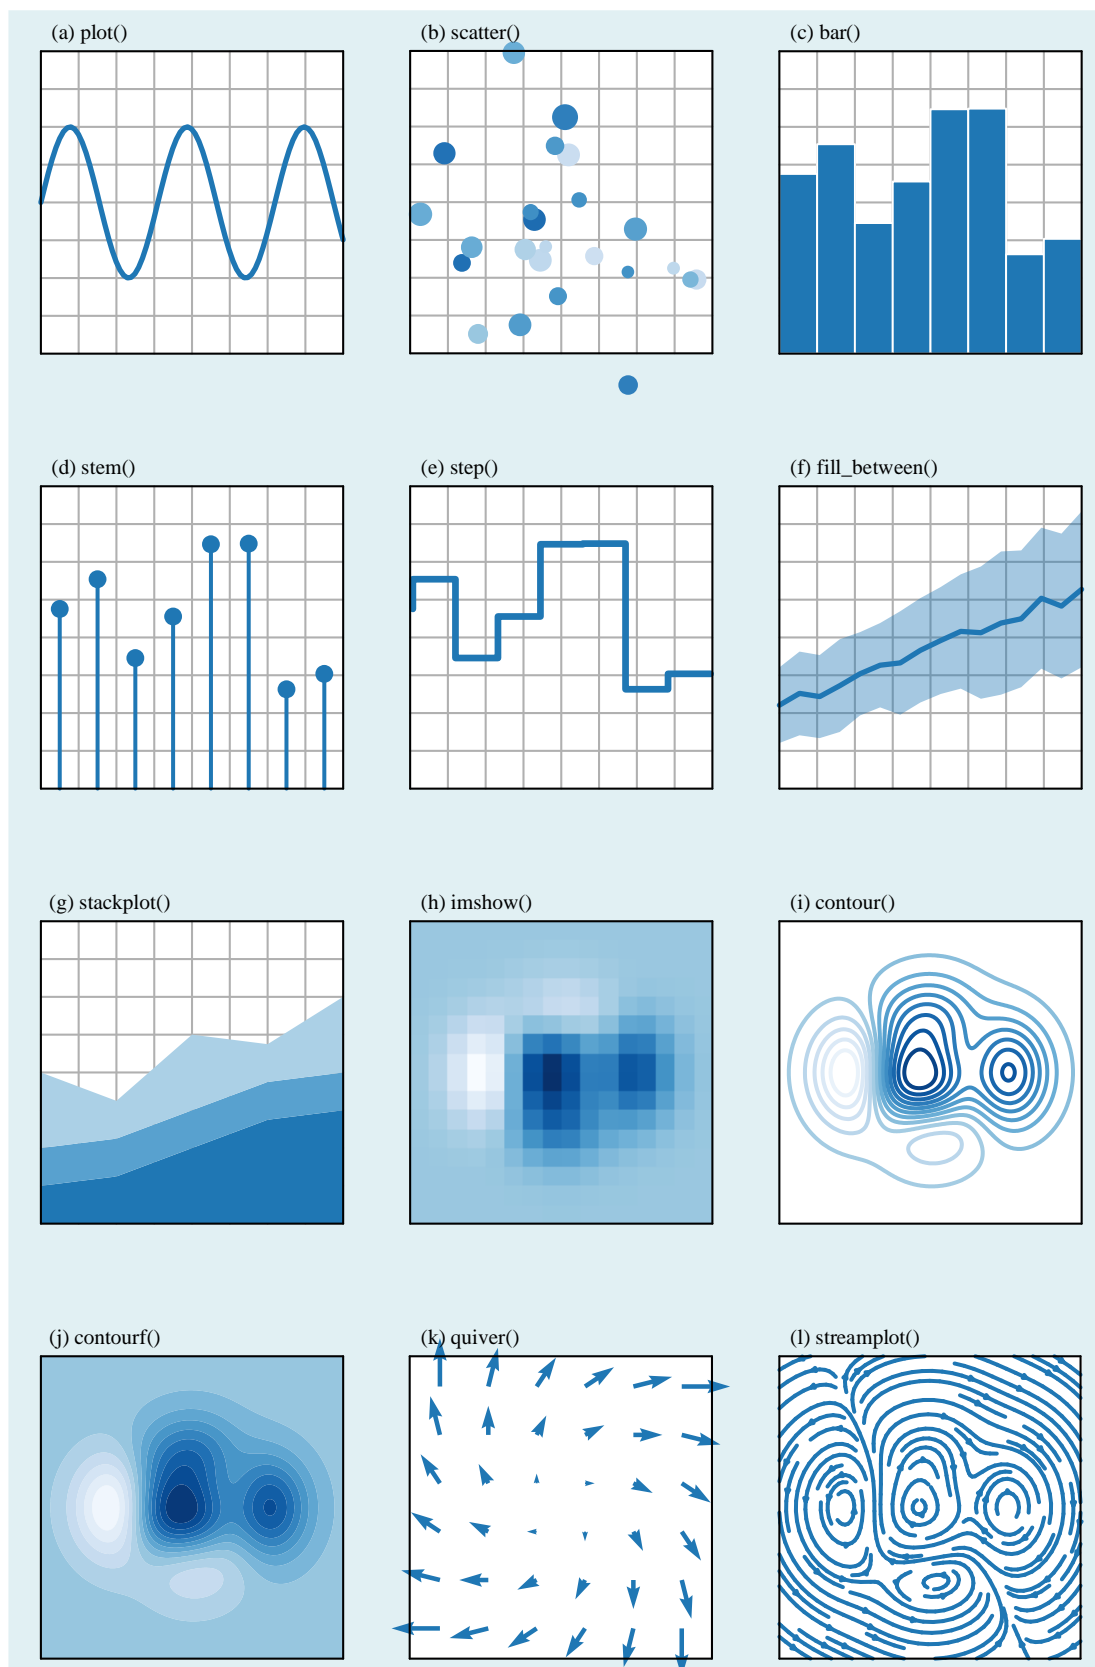 (a) plot()
(b) scatter()
(c) bar()
(d) stem()
(e) step()
(f) fill_between()
(g) stackplot()
(h) imshow()
(i) contour()
(j) contourf()
(k) quiver()
(l) streamplot()